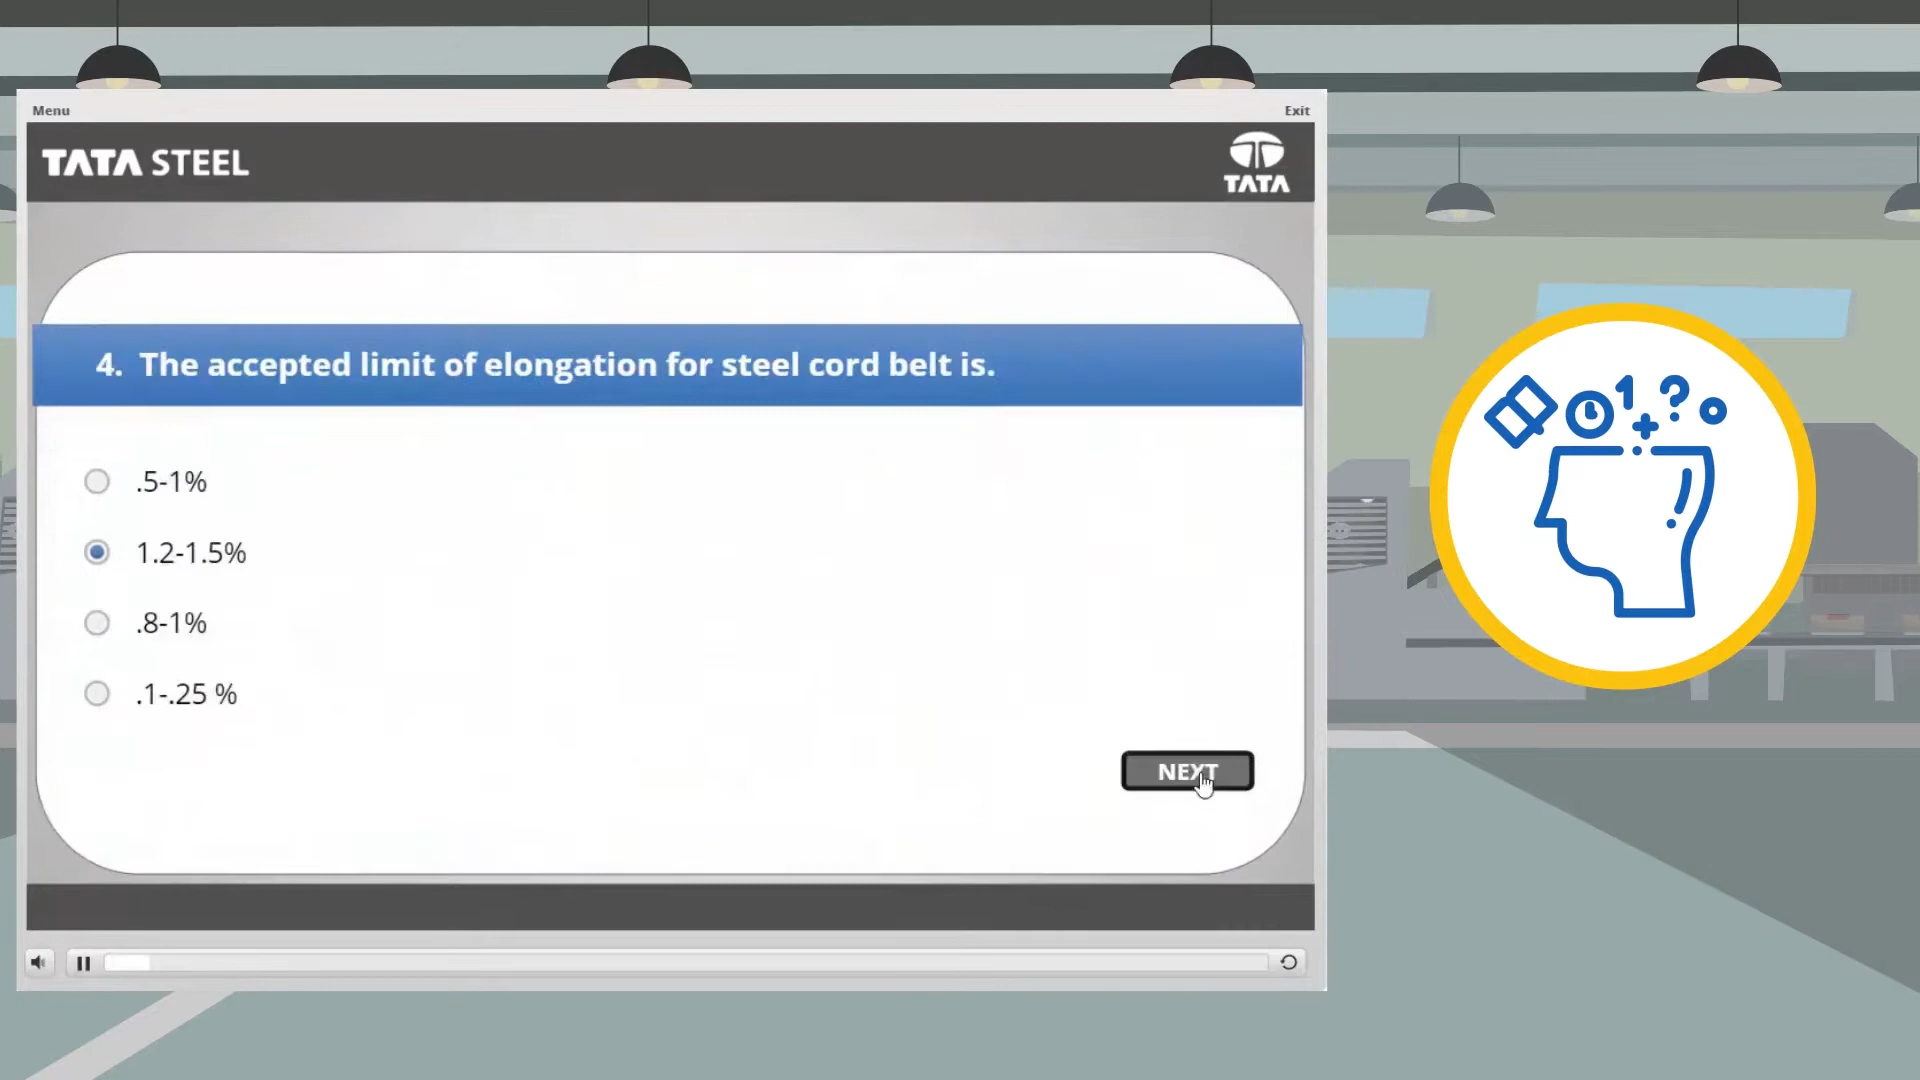 Menu
Exit
TATA STEEL
TATA
4. The accepted limit of elongation for steel cord belt is.
.5-1%
1.2-1.5%
.8-1%
.1-.25 %
NEXT